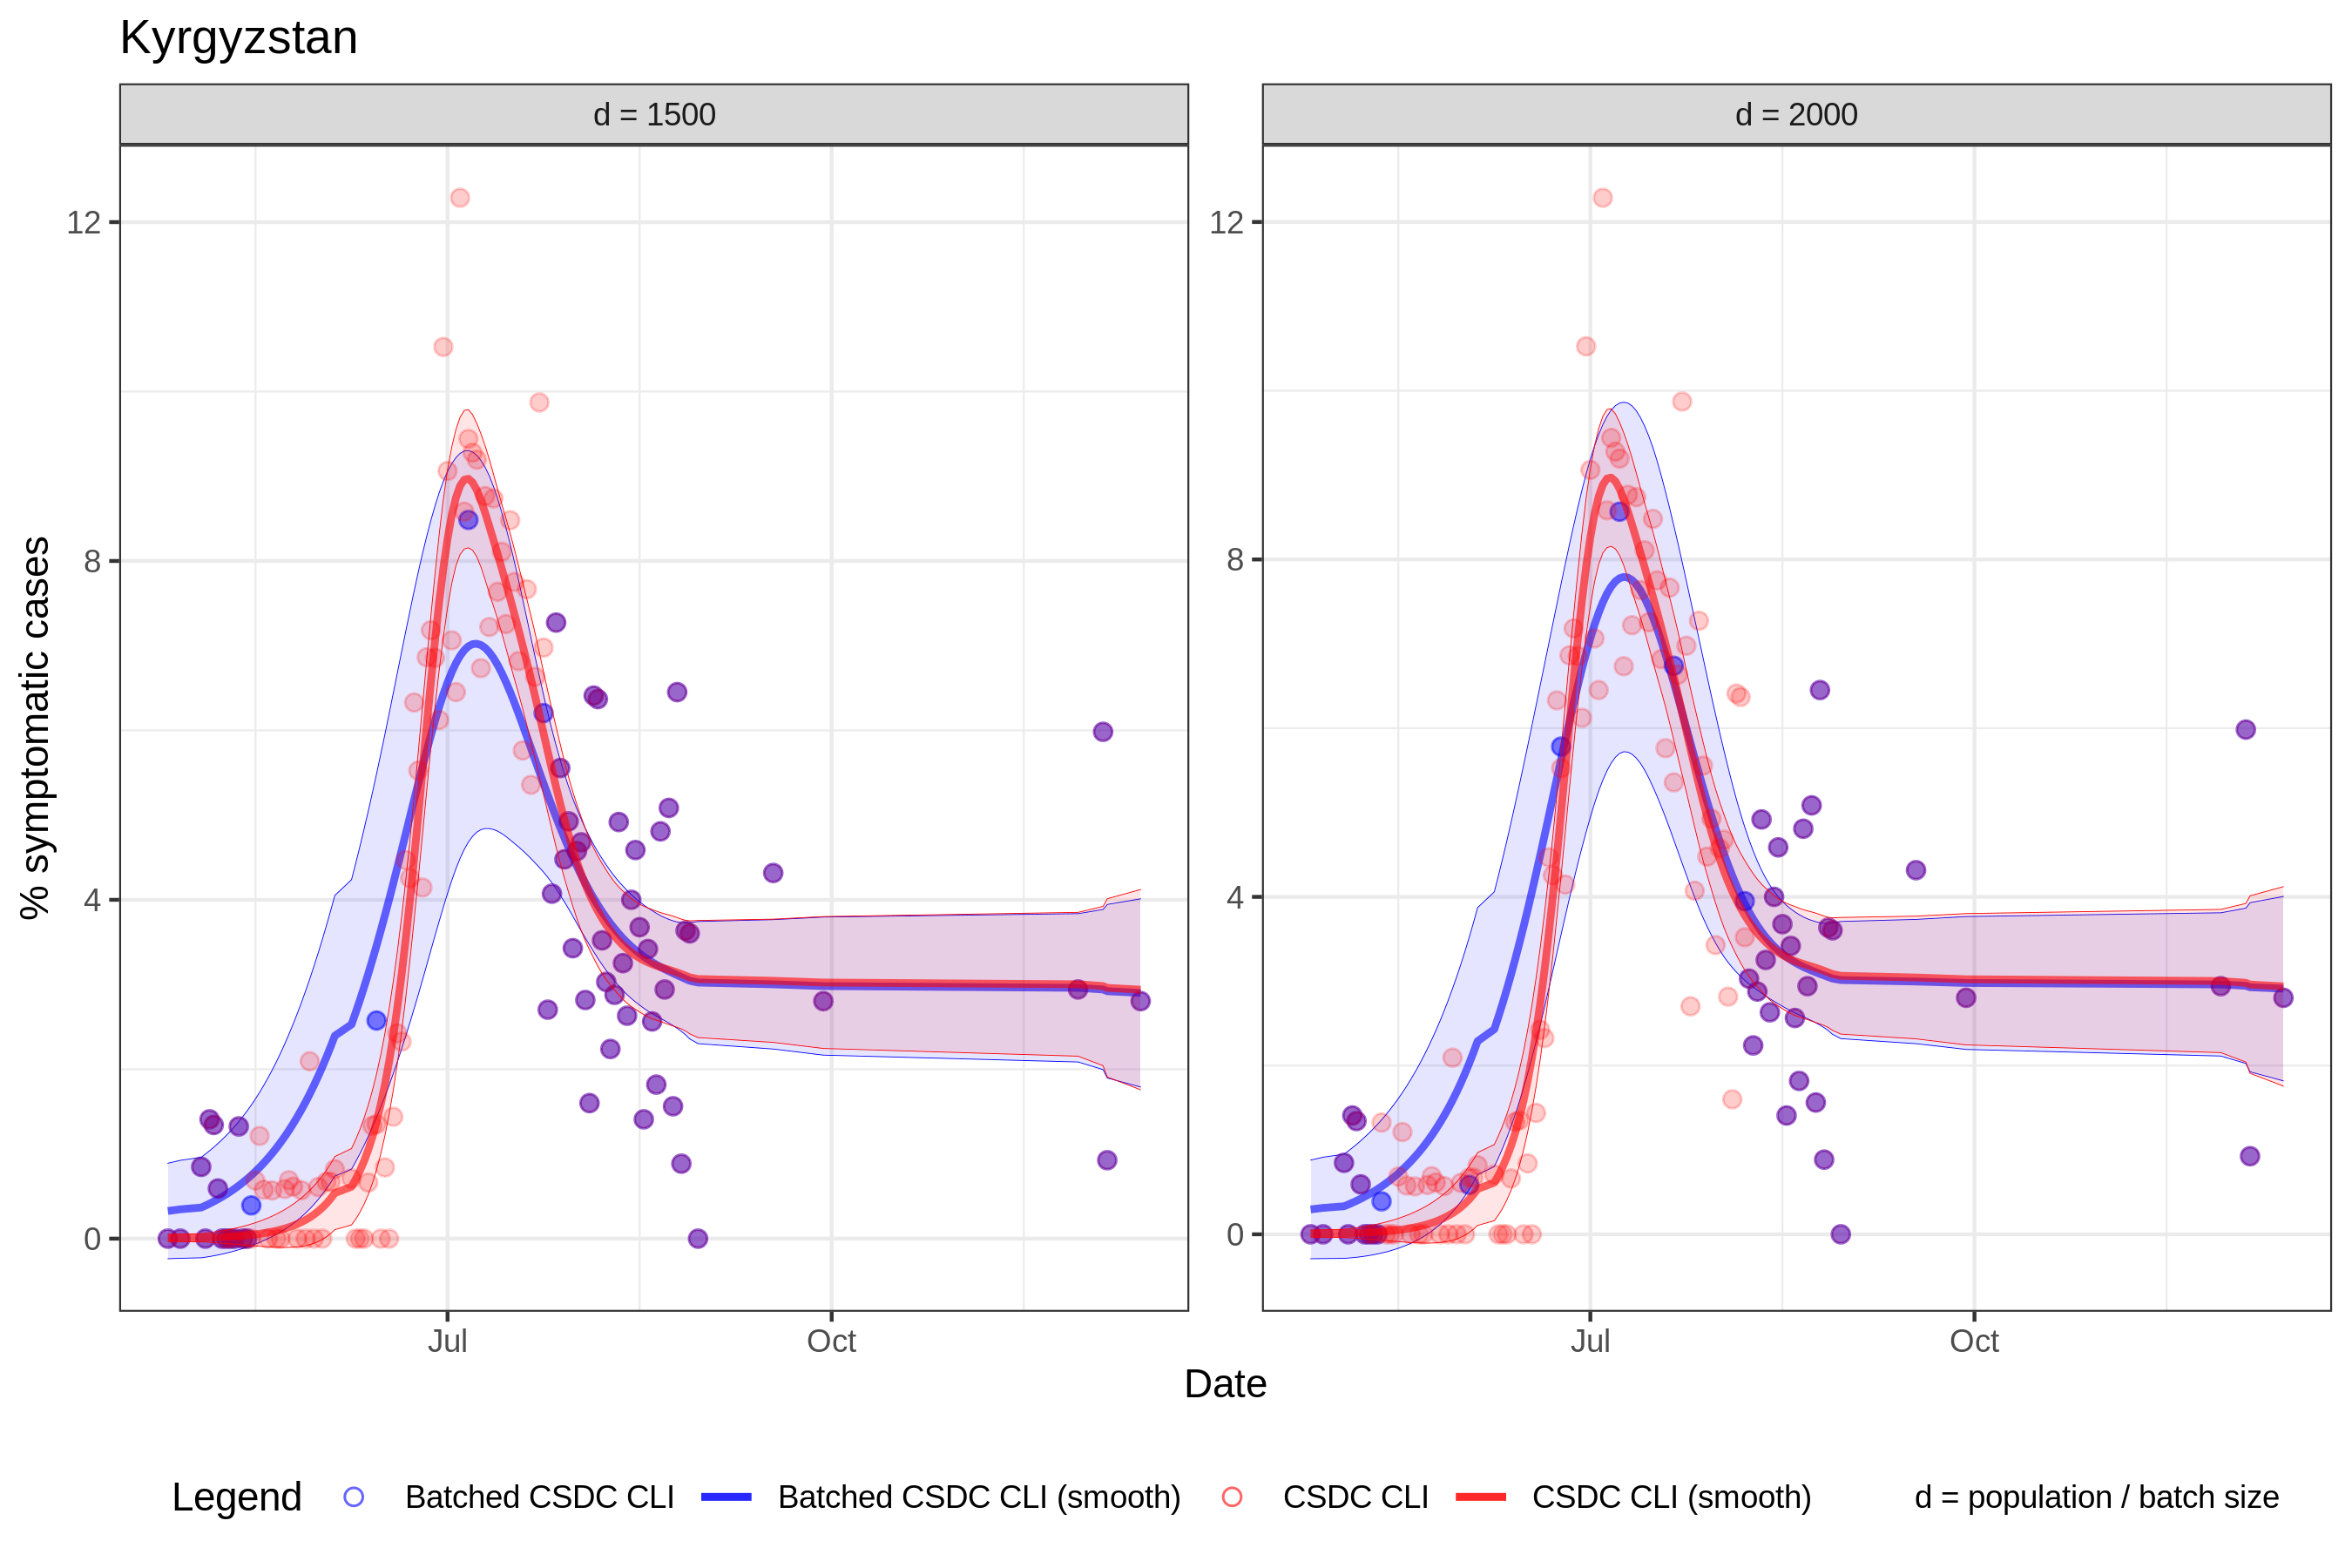 Kyrgyzstan
d = 1500
d = 2000
12
8
4
0
12
8
4
0
% symptomatic cases
Jul
Oct
Jul
Oct
Date
Legend
Batched CSDC CLI
Batched CSDC CLI (smooth)
CSDC CLI
CSDC CLI (smooth)
d = population / batch size